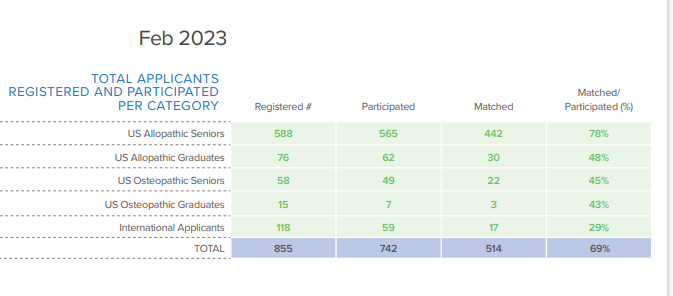 Feb 2023
TOTAL APPLICANTS
REGISTERED AND PARTICIPATED
PER CATEGORY
Registered #
Participated
Matched
Matched/
Participated (%)
US Allopathic Seniors 588 565 442 78%
US Allopathic Graduates 76 62 30 48%
US Osteopathic Seniors 58 49 22 45%
US Osteopathic Graduates 15 7 3 43%
International Applicants 118 59 17 29%
TOTAL 855 742 514 69%